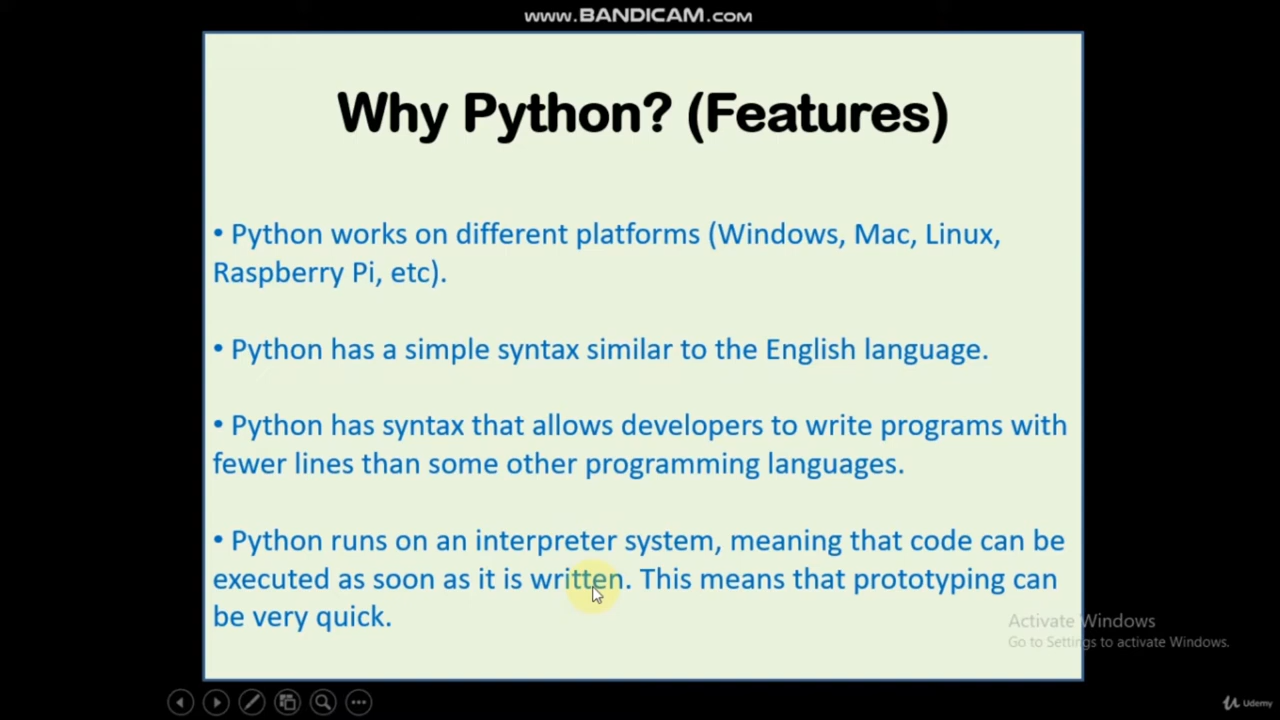 www.BANDICAM.com
Why Python? (Features)
• Python works on different platforms (Windows, Mac, Linux,
Raspberry Pi, etc).
• Python has a simple syntax similar to the English language.
• Python has syntax that allows developers to write programs with
fewer lines than some other programming languages.
• Python runs on an interpreter system, meaning that code can be
executed as soon as it is written. This means that prototyping can
be very quick.
Activate Windows
Go to Settings to activate Windows.
Udemy